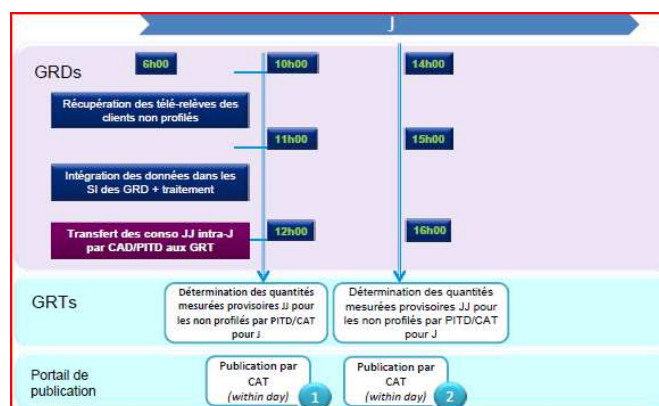 J
GRDs
6h00
10h00
14h00
Récupération des télé-relèves des
clients non profilés
11h00
15h00
Intégration des données dans les
SI des GRD + traitement
Transfert des conso JJ intra-J
par CAD/PITD aux GRT
12h00
16h00
GRTs
Détermination des quantités
mesurées provisoires JJ pour
les non profilés par PITD/CAT
pour J
Détermination des quantités
mesurées provisoires JJ pour
les non profilés par PITD/CAT
pour J
Portail de
publication
Publication par
CAT
(within day)
1
Publication par
CAT
(within day)
2